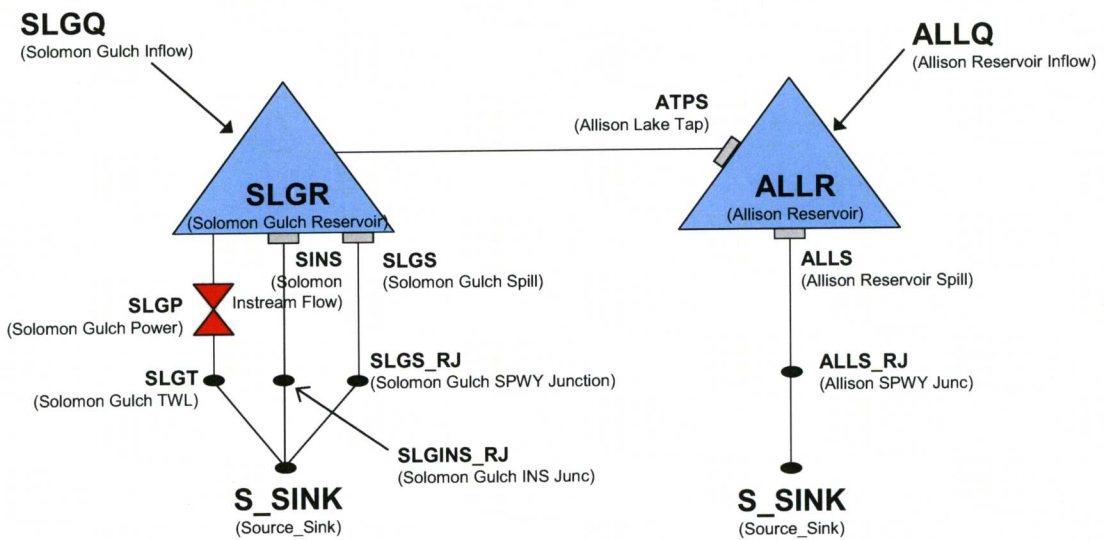 SLGQ
(Solomon Gulch Inflow)
ALLQ
(Allison Reservoir Inflow)
ATPS
(Allison Lake Tap)
SLGR
(Solomon Gulch Reservoir)
ALLR
(Allison Reservoir)
SINS
(Solomon
Instream Flow)
SLGS
(Solomon Gulch Spill)
ALLS
(Allison Reservoir Spill)
SLGP
(Solomon Gulch Power)
SLGT
(Solomon Gulch TWL)
SLGS_RJ
(Solomon Gulch SPWY Junction)
ALLS_RJ
(Allison SPWY Junc)
SLGINS_RJ
(Solomon Gulch INS Junc)
S_SINK
(Source_Sink)
S_SINK
(Source_Sink)